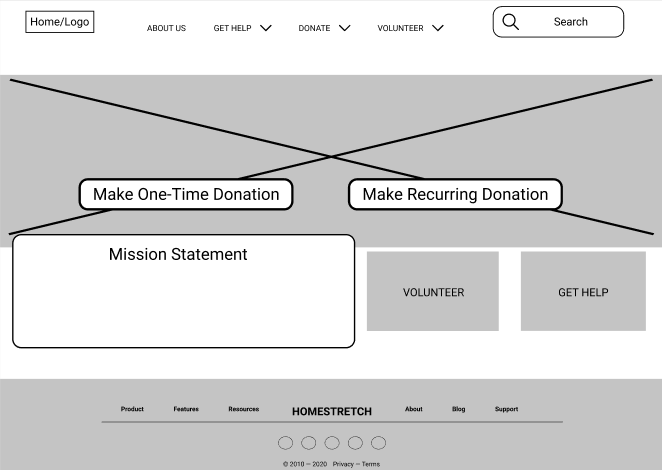 Home/Logo
ABOUT US
GET HELP
DONATE
VOLUNTEER
Search
Make One-Time Donation
Make Recurring Donation
Mission Statement
VOLUNTEER
GET HELP
Product
Features
Resources
HOMESTRETCH
About
Blog
Support
© 2010 — 2020
Privacy — Terms